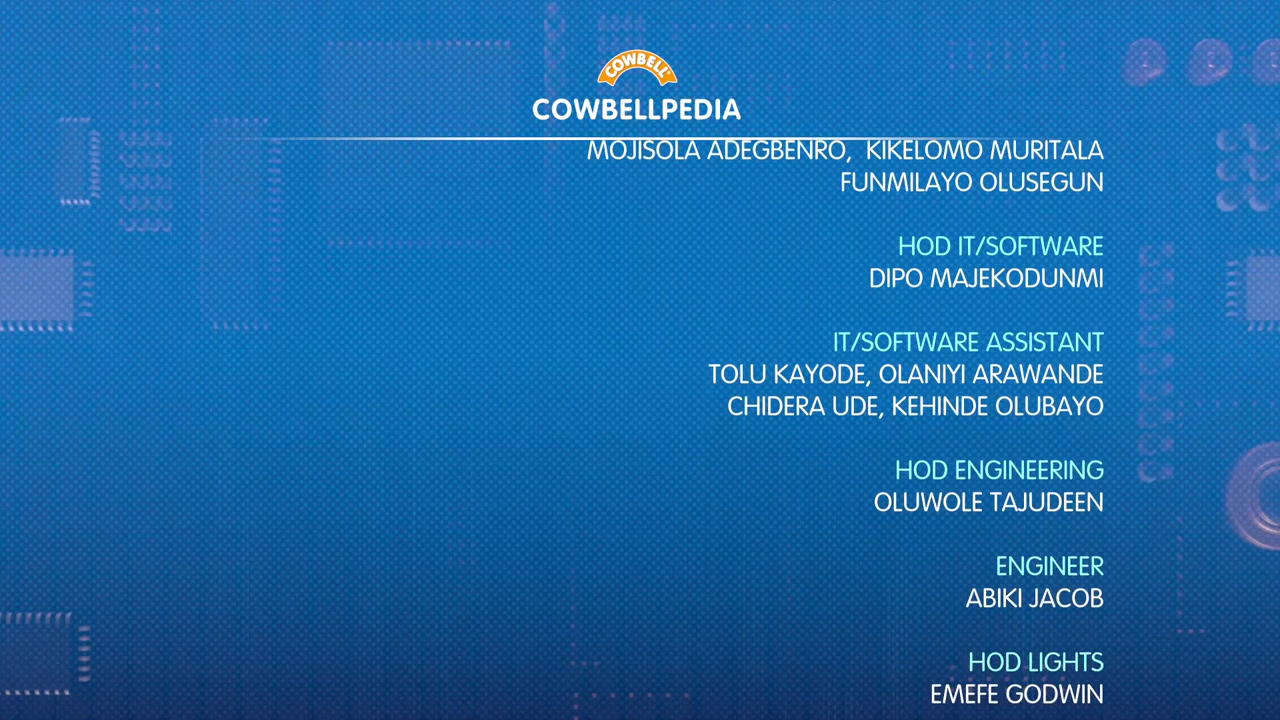 COWBELL
COWBELLPEDIA
MOJISOLA ADEGBENRO, KIKELOMO MURITALA
FUNMILAYO OLUSEGUN
HOD IT/SOFTWARE
DIPO MAJEKODUNMI
IT/SOFTWARE ASSISTANT
TOLU KAYODE, OLANIYI ARAWANDE
CHIDERA UDE, KEHINDE OLUBAYO
HOD ENGINEERING
OLUWOLE TAJUDEEN
ENGINEER
ABIKI JACOB
HOD LIGHTS
EMEFE GODWIN